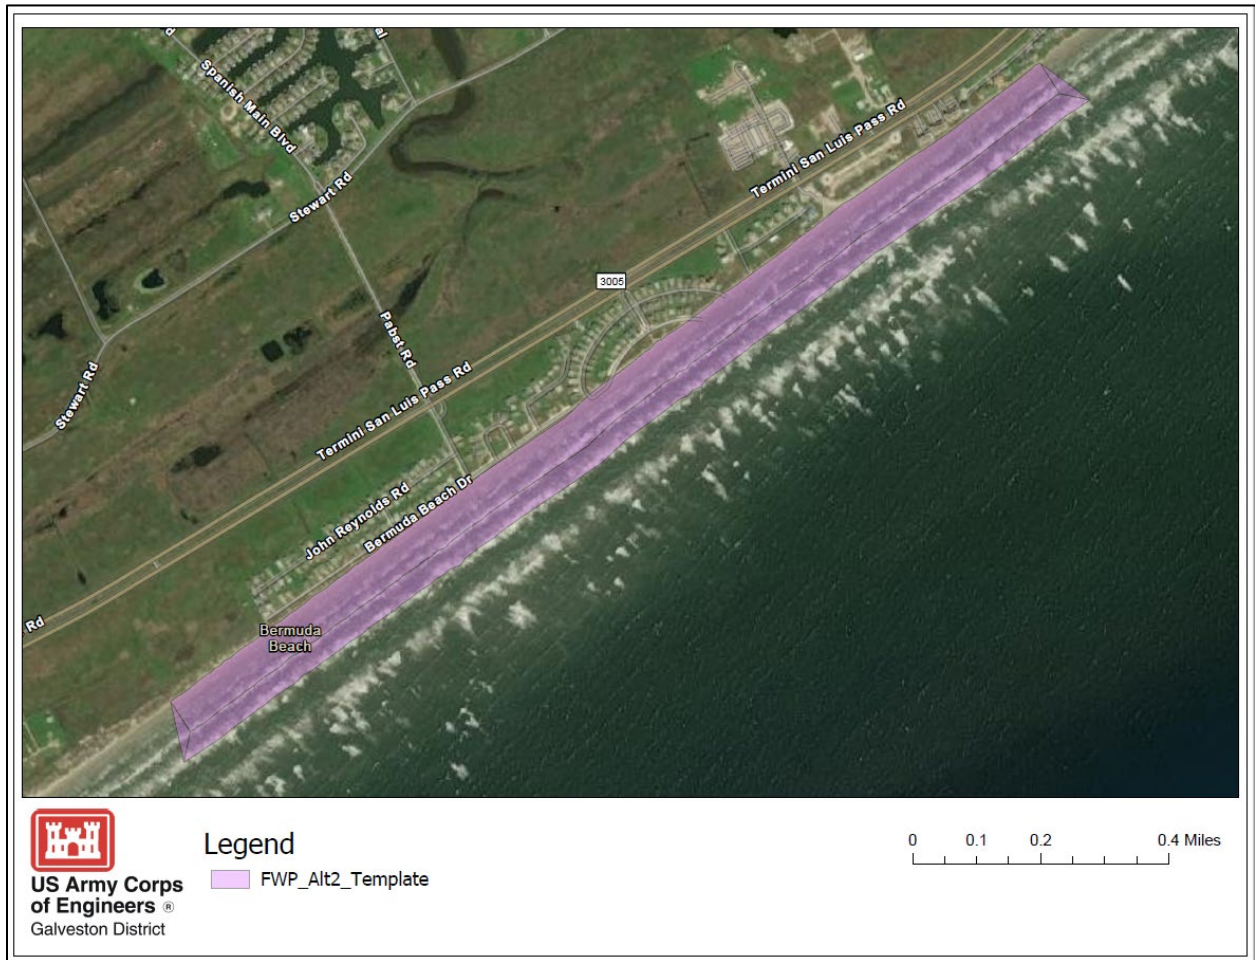 Spanish Main Blvd
Stewart Rd
Termini San Luis Pass Rd
3005
Pabst Rd
Stewart Rd
Termini San Luis Pass Rd
John Reynolds Rd
Bermuda Beach Dr
Rd
Bermuda
Beach
US Army Corps
of Engineers ®
Galveston District
Legend
FWP_Alt2_Template
0 0.1 0.2 0.4 Miles